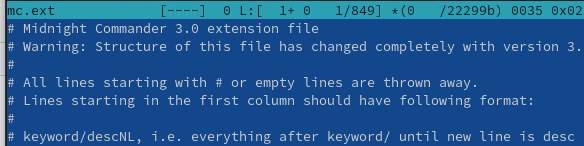 mc.ext [----] 0 L:[ 1+ 0 1/849] *(0 /22299b) 0035 0x02
# Midnight Commander 3.0 extension file
# Warning: Structure of this file has changed completely with version 3.
#
# All lines starting with # or empty lines are thrown away.
# Lines starting in the first column should have following format:
#
# keyword/descNL, i.e. everything after keyword/ until new line is desc